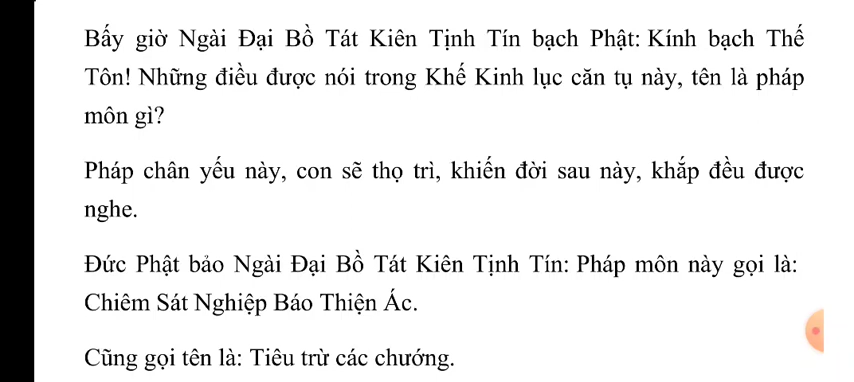 Bấy giờ Ngài Đại Bồ Tát Kiên Tịnh Tín bạch Phật: Kính bạch Thế
Tôn! Những điều được nói trong Khế Kinh lục căn tụ này, tên là pháp
môn gì?
Pháp chân yếu này, con sẽ thọ trì, khiến đời sau này, khắp đều được
nghe.
Đức Phật bảo Ngài Đại Bồ Tát Kiên Tịnh Tín: Pháp môn này gọi là:
Chiêm Sát Nghiệp Báo Thiện Ác.
Cũng gọi tên là: Tiêu trừ các chướng.